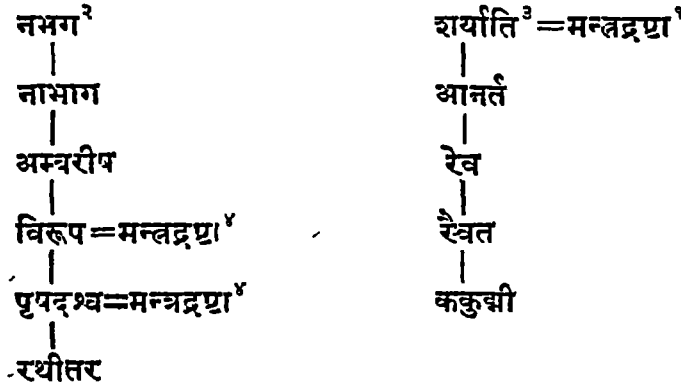 नभग² शर्याति³=मन्त्रद्रष्टा¹
नाभाग आनर्त
अम्बरीष रेव
विरूप=मन्त्रद्रष्टा⁴ रैवत
पृषदश्व=मन्त्रद्रष्टा⁴ ककुद्मी
रथीतर